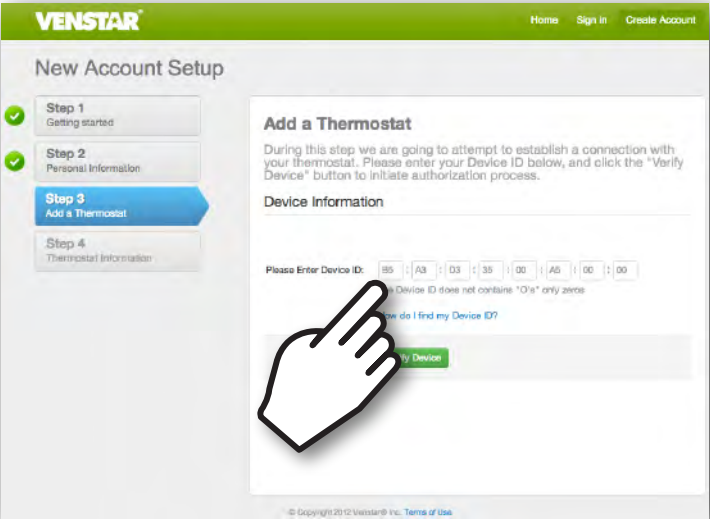 VENSTAR®
Home Sign in Create Account
New Account Setup
Step 1
Getting started
Step 2
Personal Information
Step 3
Add a Thermostat
Step 4
Thermostat Information
Add a Thermostat
During this step we are going to attempt to establish a connection with
your thermostat. Please enter your Device ID below, and click the "Verify
Device" button to initiate authorization process.
Device Information
Please Enter Device ID: B5 : A3 : D3 : 35 : 00 : A5 : 00 : 00
Device ID does not contains "O's" only zeros
do I find my Device ID?
Device
© Copyright 2012 Venstar® Inc. Terms of Use